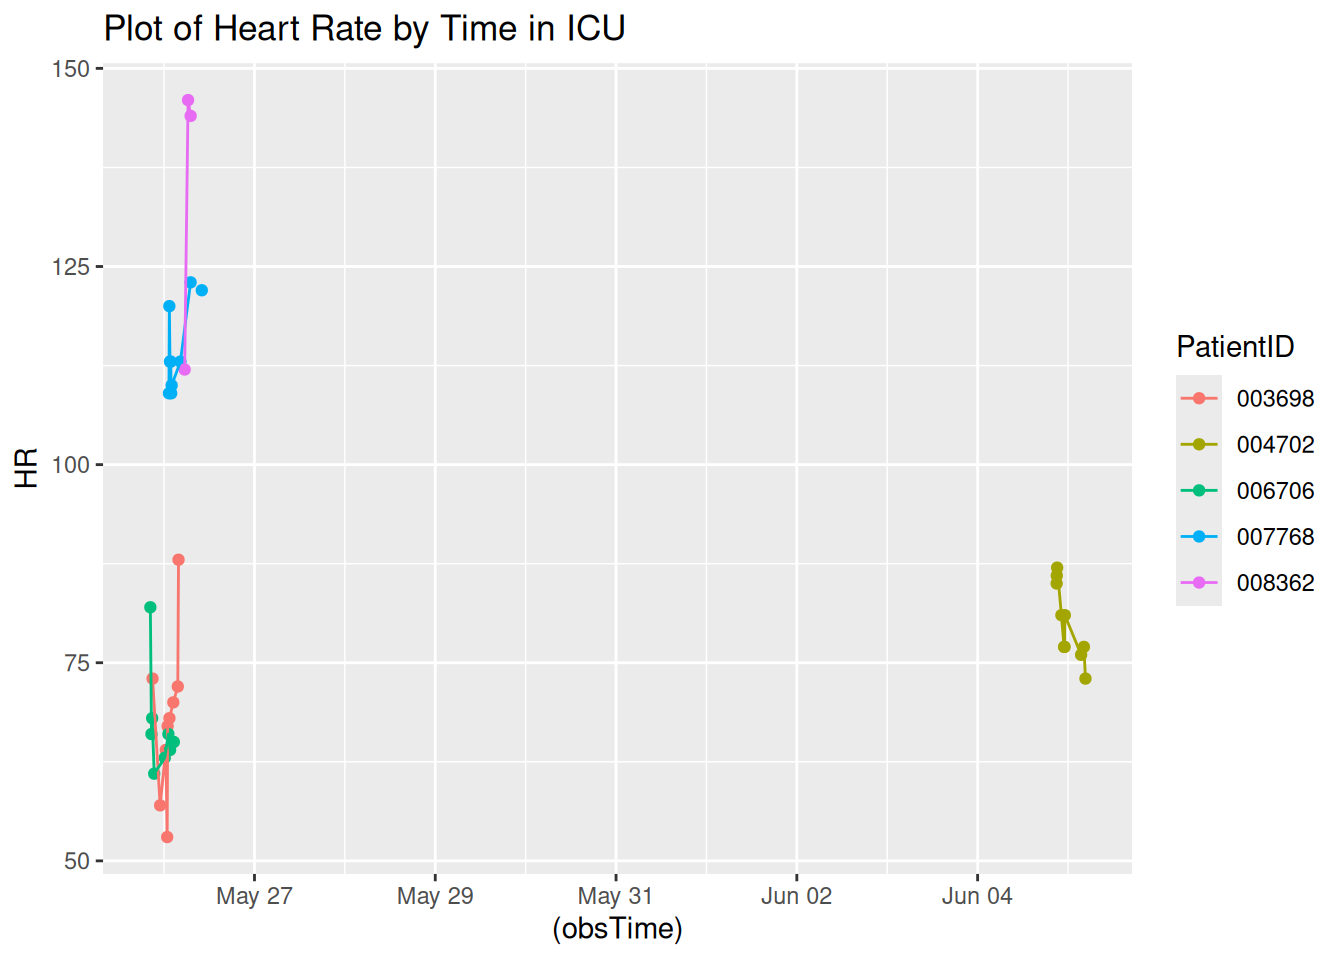 Plot of Heart Rate by Time in ICU
150
125
100
75
50
HR
May 27
May 29
May 31
Jun 02
Jun 04
(obsTime)
PatientID
003698
004702
006706
007768
008362